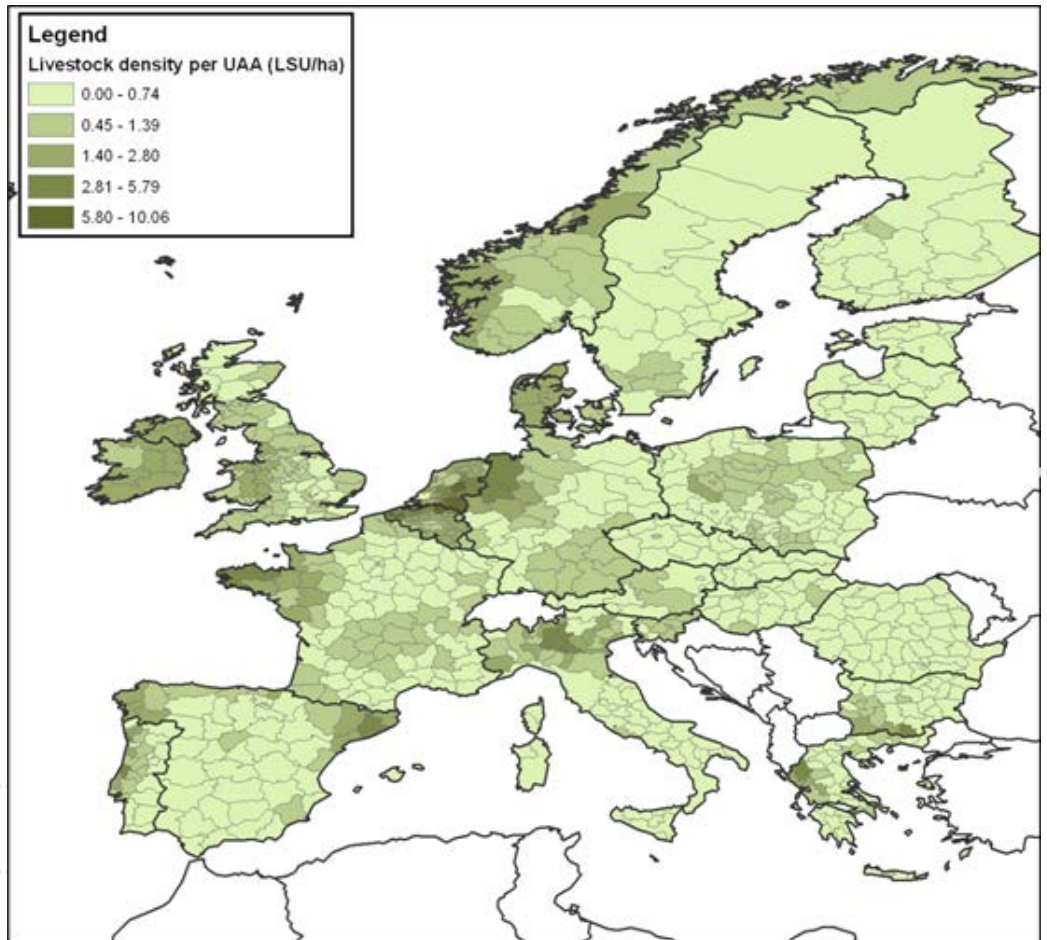 Legend
Livestock density per UAA (LSU/ha)
0.00 - 0.74
0.45 - 1.39
1.40 - 2.80
2.81 - 5.79
5.80 - 10.06